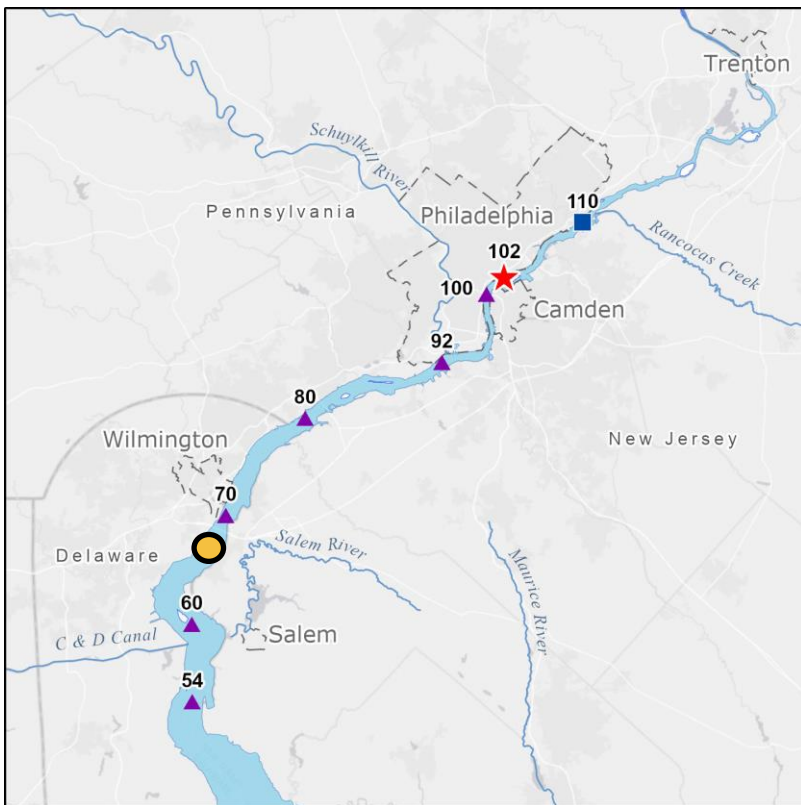 Trenton
Schuylkill River
110
Pennsylvania
Philadelphia
Rancocas Creek
102
100
Camden
92
80
Wilmington
New Jersey
70
Salem River
Delaware
Maurice River
60
C & D Canal
Salem
54